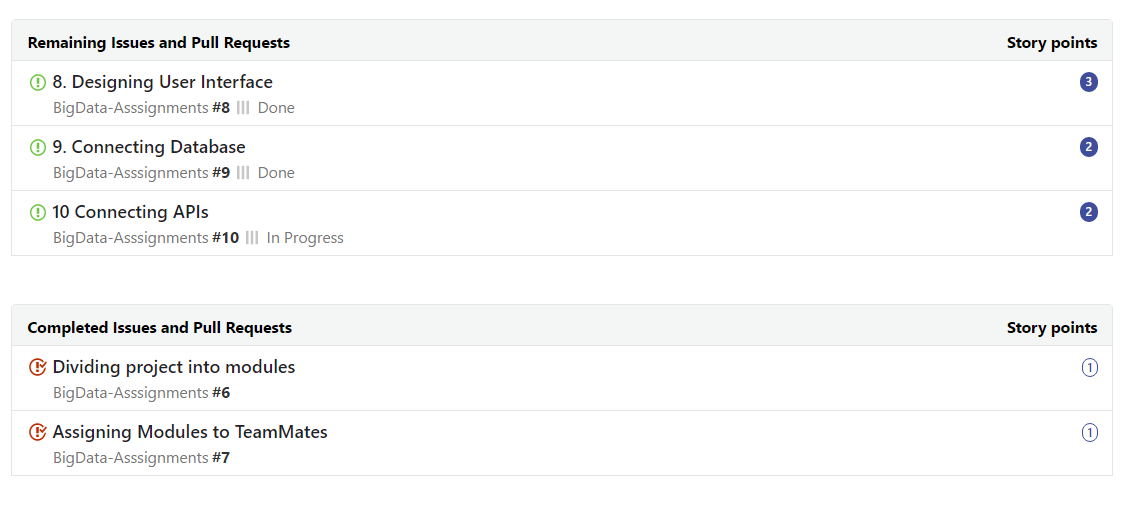 Remaining Issues and Pull Requests Story points
8. Designing User Interface 3
BigData-Asssignments #8 Done
9. Connecting Database 2
BigData-Asssignments #9 Done
10 Connecting APIs 2
BigData-Asssignments #10 In Progress
Completed Issues and Pull Requests Story points
Dividing project into modules 1
BigData-Asssignments #6
Assigning Modules to TeamMates 1
BigData-Asssignments #7